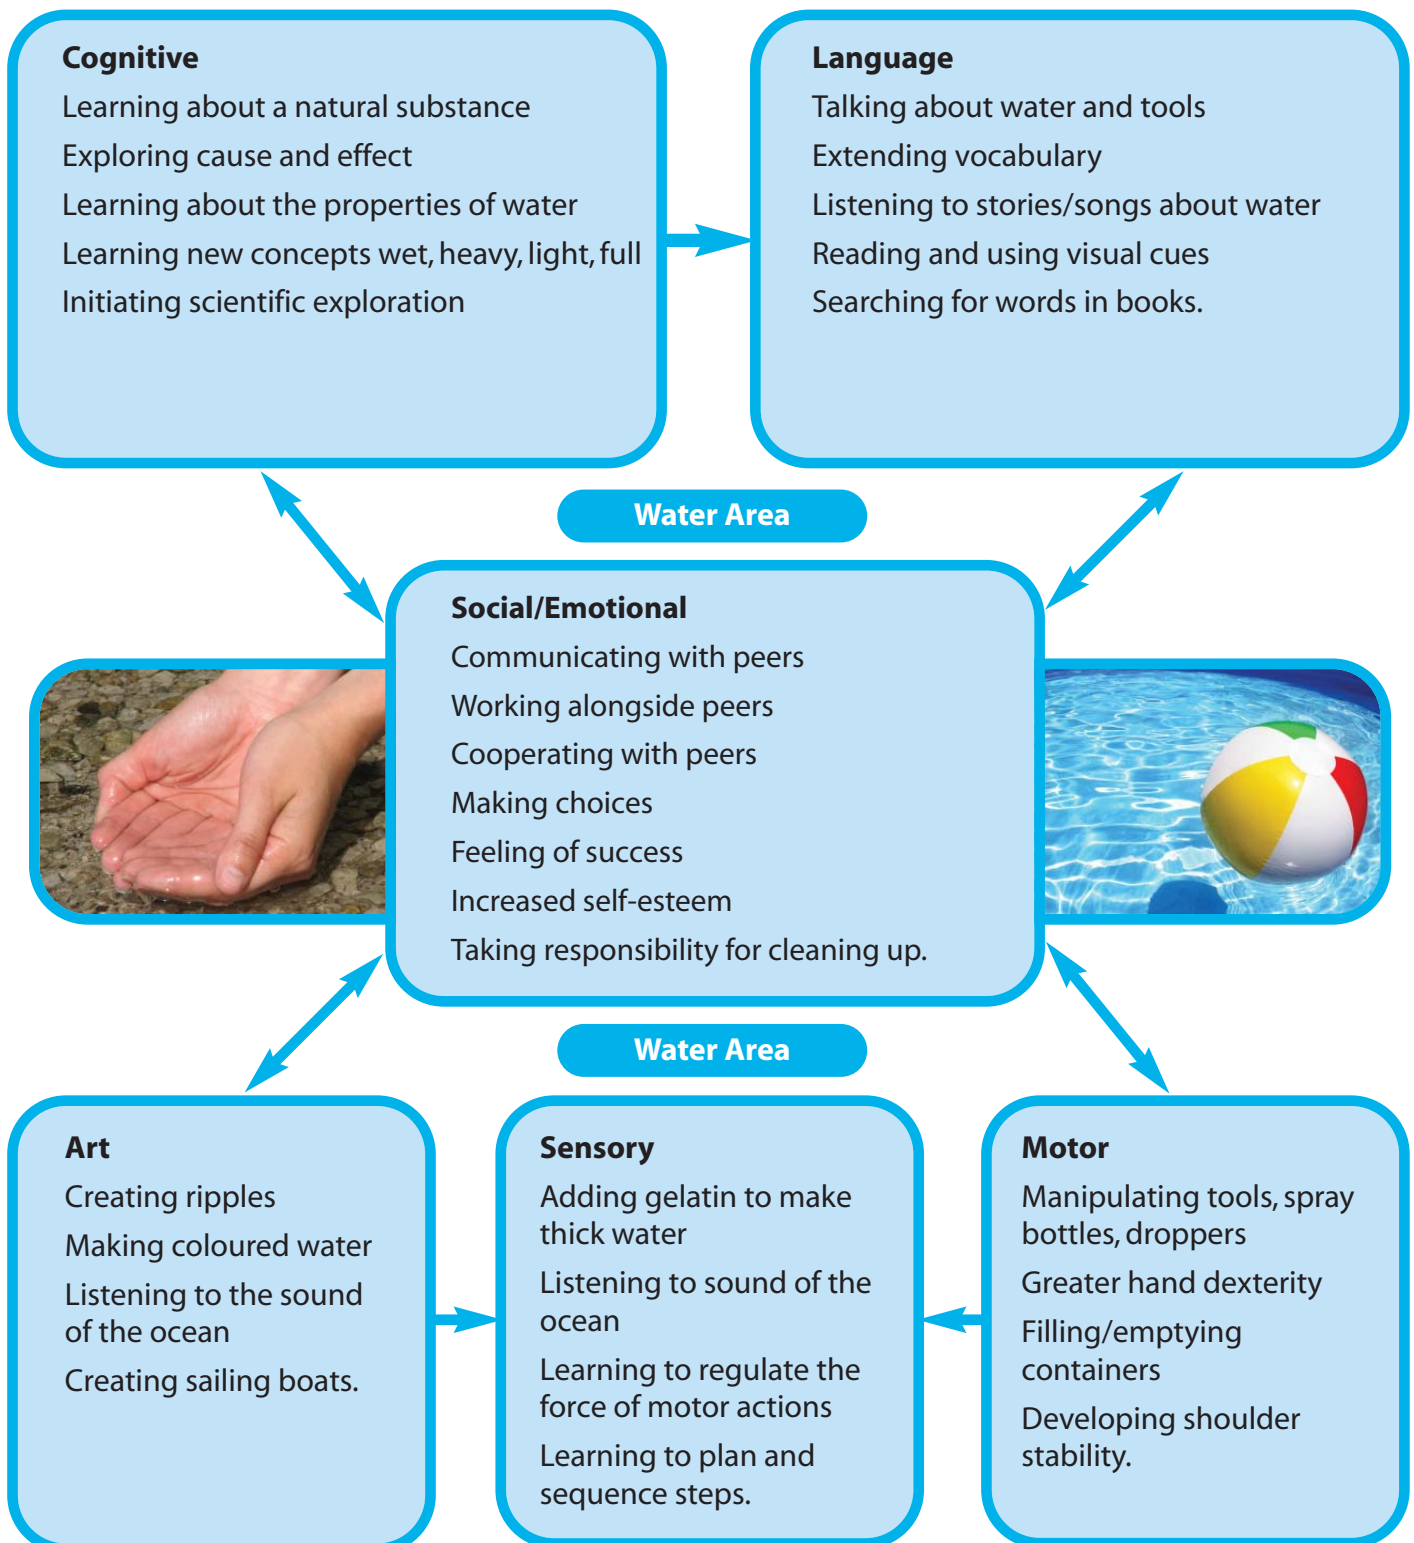 Cognitive
Learning about a natural substance
Exploring cause and effect
Learning about the properties of water
Learning new concepts wet, heavy, light, full
Initiating scientific exploration
Language
Talking about water and tools
Extending vocabulary
Listening to stories/songs about water
Reading and using visual cues
Searching for words in books.
Water Area
Social/Emotional
Communicating with peers
Working alongside peers
Cooperating with peers
Making choices
Feeling of success
Increased self-esteem
Taking responsibility for cleaning up.
Water Area
Art
Creating ripples
Making coloured water
Listening to the sound
of the ocean
Creating sailing boats.
Sensory
Adding gelatin to make
thick water
Listening to sound of the
ocean
Learning to regulate the
force of motor actions
Learning to plan and
sequence steps.
Motor
Manipulating tools, spray
bottles, droppers
Greater hand dexterity
Filling/emptying
containers
Developing shoulder
stability.